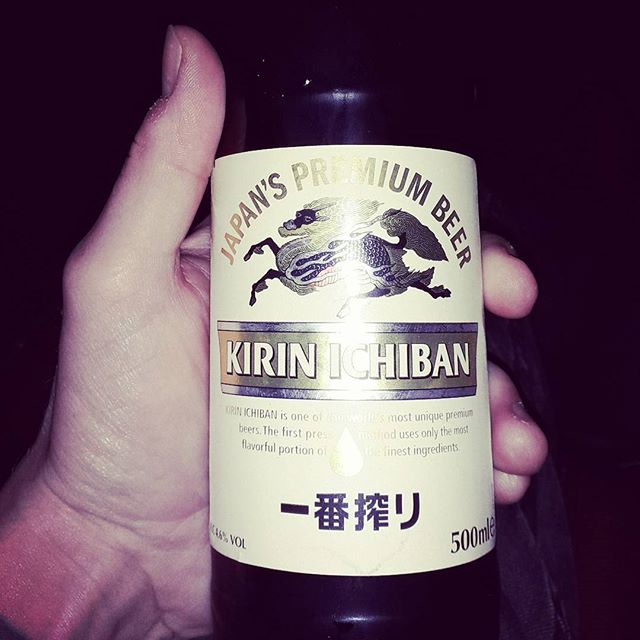 JAPAN'S PREMIUM BEER
KIRIN ICHIBAN
KIRIN ICHIBAN is one of most unique premium
beers. The first press method uses only the most
flavorful portion of the finest ingredients.
一番搾り
4.6% VOL
500ml e